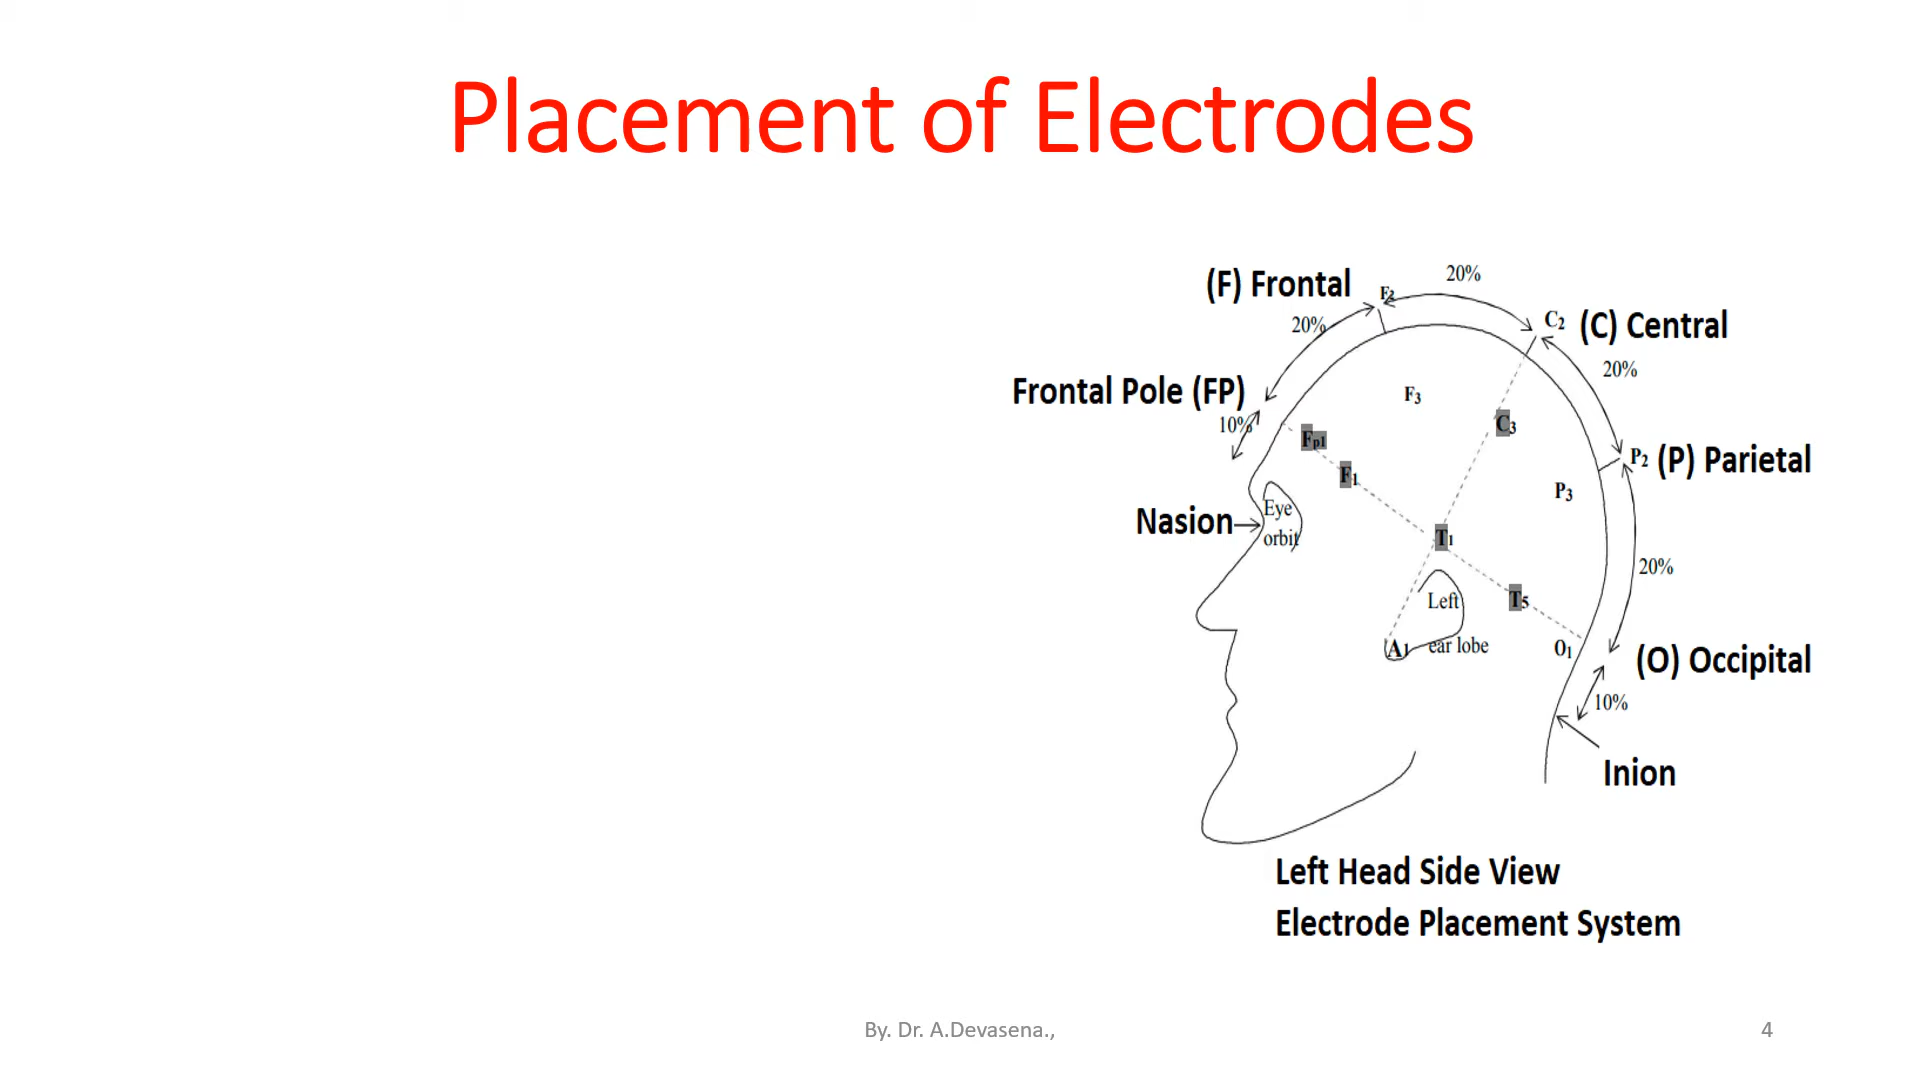 Placement of Electrodes
(F) Frontal
F2
20%
20%
C2 (C) Central
20%
Frontal Pole (FP)
10%
F3
C3
Fp1
F1
P2 (P) Parietal
P3
Nasion
Eye
orbit
T1
20%
Left
T5
A1 ear lobe
O1
(O) Occipital
10%
Inion
Left Head Side View
Electrode Placement System
By. Dr. A.Devasena.,
4